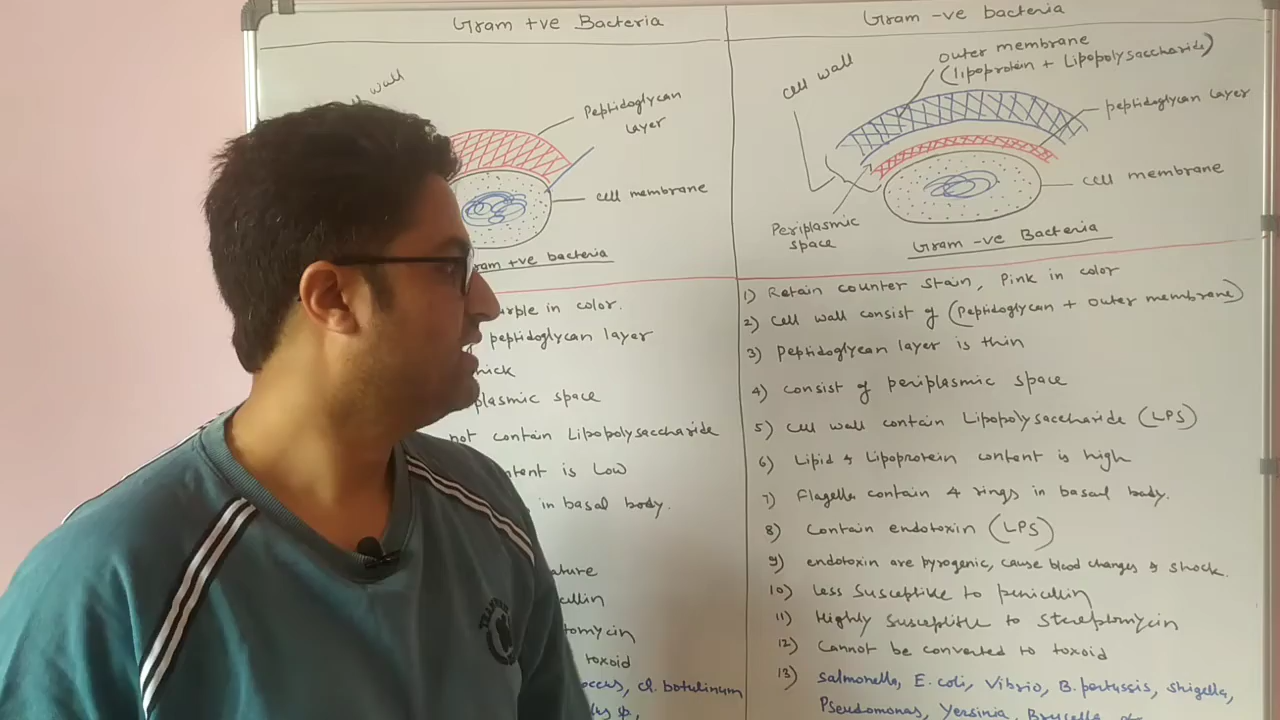 Gram +ve Bacteria
cell wall
Peptidoglycan
layer
cell membrane
Gram +ve bacteria
purple in color.
peptidoglycan layer
thick
plasmic space
not contain Lipopolysaccharide
content is Low
in basal body.
ature
cillin
tomycin
toxoid
occus, cl. botulinum
Gram -ve bacteria
outer membrane
(lipoprotein + Lipopolysaccharide)
cell wall
peptidoglycan layer
cell membrane
Periplasmic
space
Gram -ve Bacteria
1) Retain counter stain, Pink in color
2) Cell wall consist of (Peptidoglycan + outer membrane)
3) Peptidoglycan layer is thin
4) consist of periplasmic space
5) cell wall contain Lipopolysaccharide (LPS)
6) Lipid & Lipoprotein content is high
7) Flagella contain 4 rings in basal body.
8) Contain endotoxin (LPS)
9) endotoxin are pyrogenic, cause blood changes & shock.
10) Less susceptible to penicillin
11) Highly susceptible to stereptomycin
12) Cannot be converted to toxoid
13) Salmonella, E. coli, Vibrio, B. pertussis, Shigella,
Pseudomonas, Yersinia, Brucella